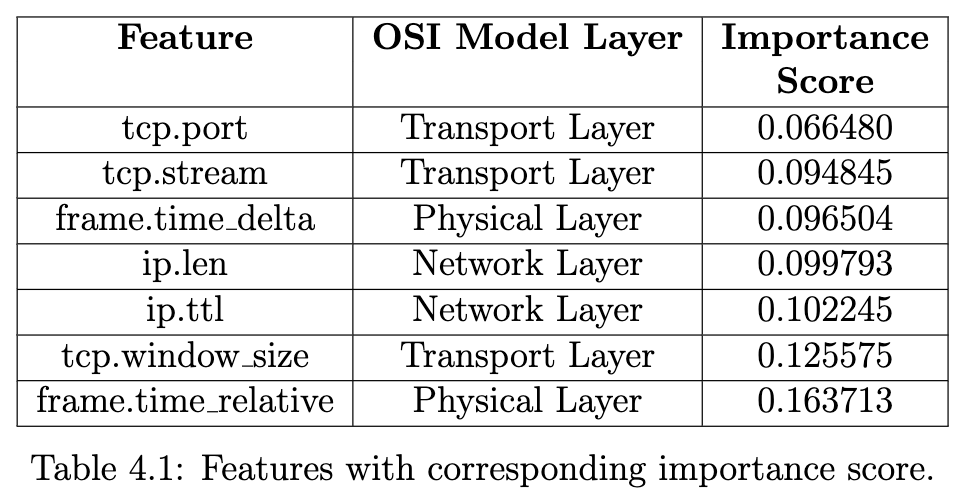 Feature OSI Model Layer Importance
Score
tcp.port Transport Layer 0.066480
tcp.stream Transport Layer 0.094845
frame.time_delta Physical Layer 0.096504
ip.len Network Layer 0.099793
ip.ttl Network Layer 0.102245
tcp.window_size Transport Layer 0.125575
frame.time_relative Physical Layer 0.163713
Table 4.1: Features with corresponding importance score.